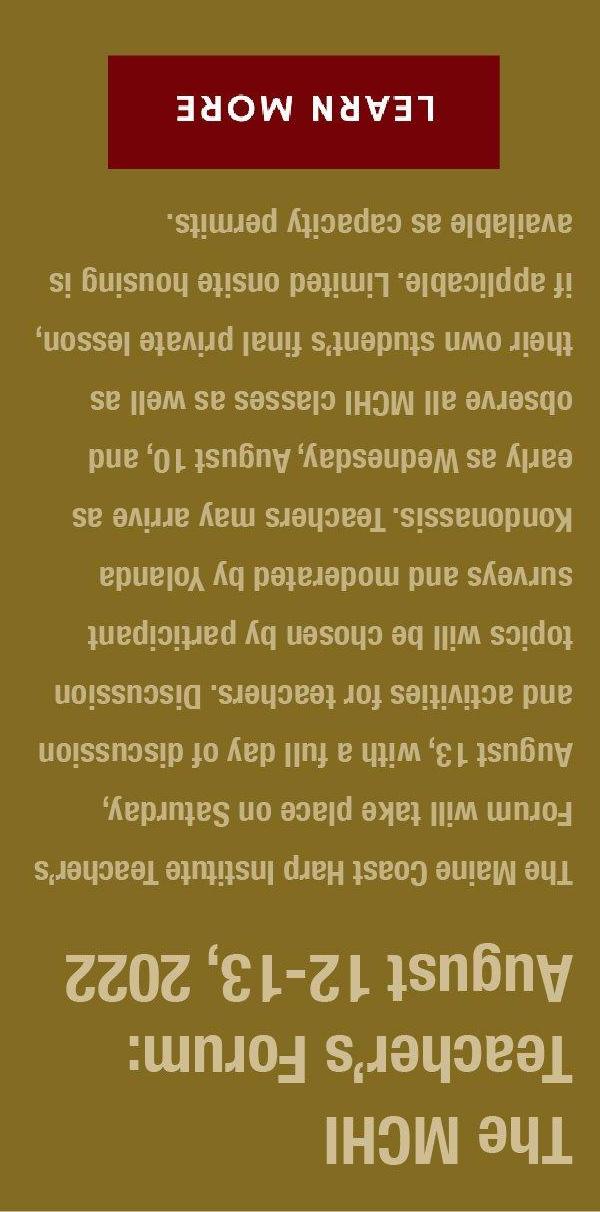 The MCHI
Teacher's Forum:
August 12-13, 2022
The Maine Coast Harp Institute Teacher's
Forum will take place on Saturday,
August 13, with a full day of discussion
and activities for teachers. Discussion
topics will be chosen by participant
surveys and moderated by Yolanda
Kondonassis. Teachers may arrive as
early as Wednesday, August 10, and
observe all MCHI classes as well as
their own student's final private lesson,
if applicable. Limited onsite housing is
available as capacity permits.
LEARN MORE